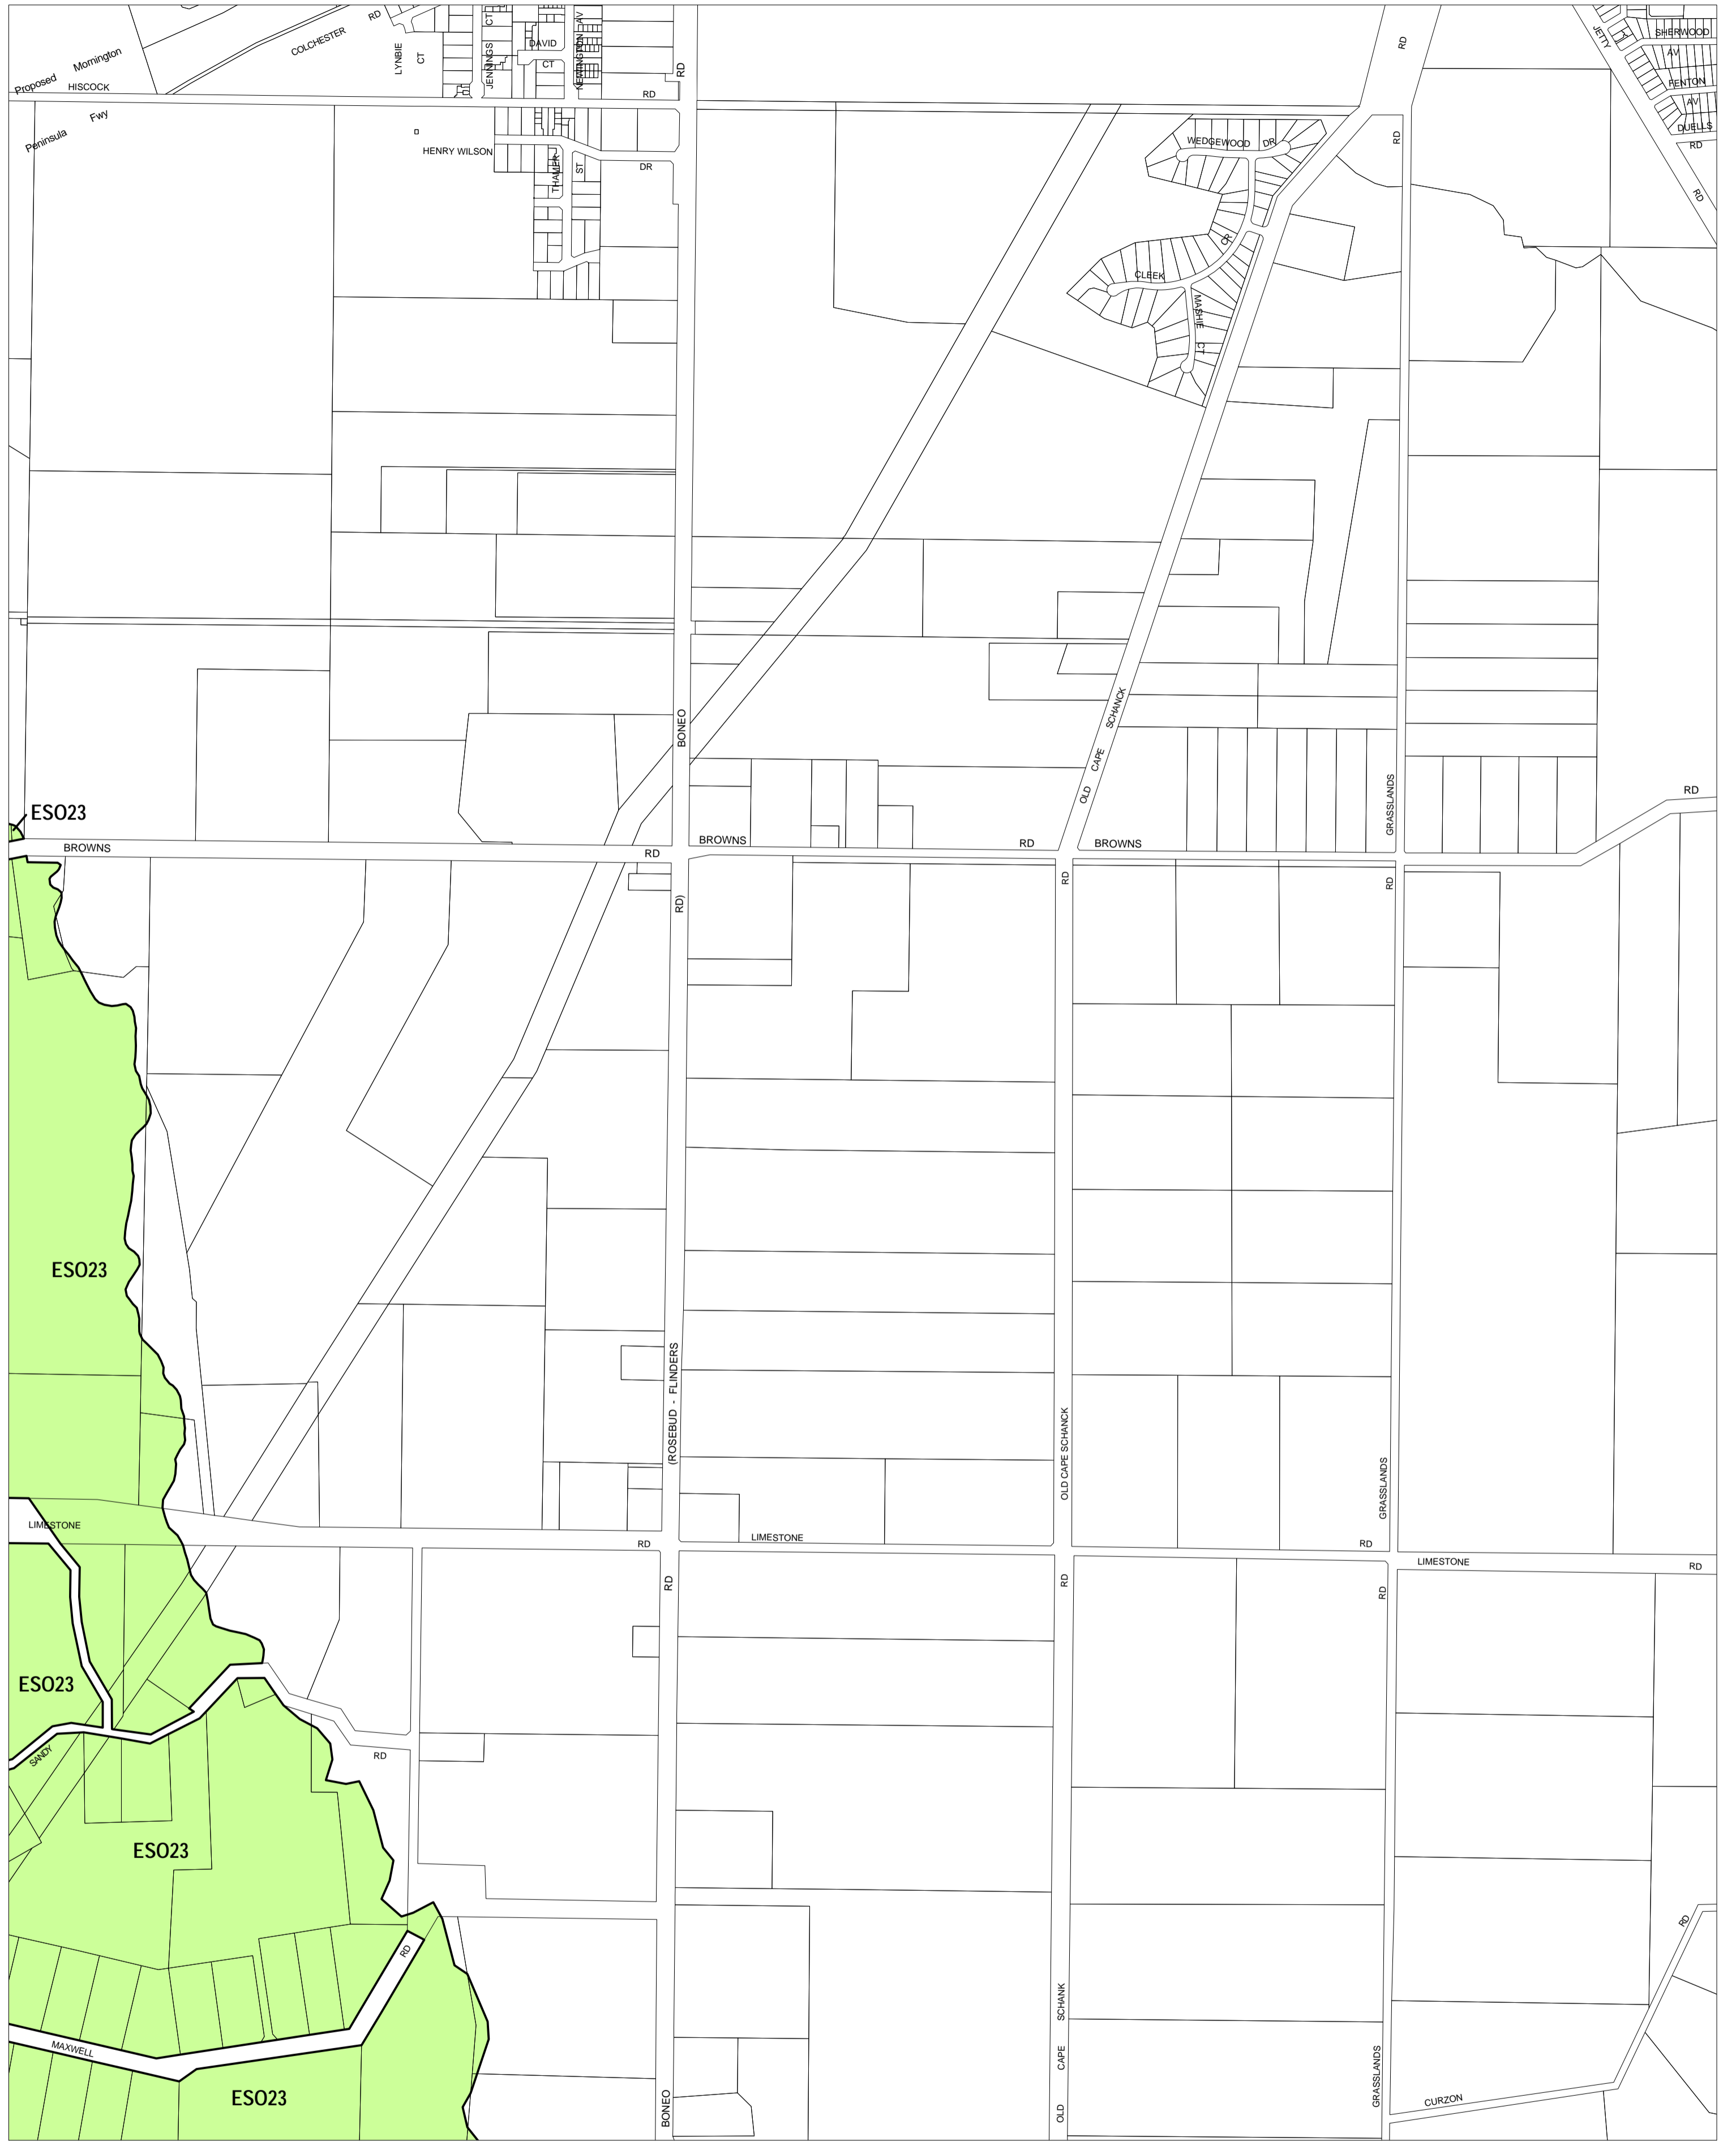 RD
COLCHESTER
LYNBIE
CT
JENNINGS
CT
DAVID
CT
NEWINGTON
AV
RD
RD
JETTY
SHERWOOD
AV
FENTON
AV
DUELLS
RD
RD
Proposed Mornington
HISCOCK
RD
Peninsula Fwy
HENRY WILSON
THAMER
ST
DR
WEDGEWOOD DR
RD
CR
CLEEK
MASHIE
CT
BONEO
OLD CAPE SCHANCK
GRASSLANDS
RD
ESO23
BROWNS
RD
BROWNS
RD
BROWNS
RD)
RD
RD
ESO23
(ROSEBUD - FLINDERS
OLD CAPE SCHANCK
GRASSLANDS
LIMESTONE
RD
LIMESTONE
RD
LIMESTONE
RD
RD
RD
RD
ESO23
SANDY
RD
ESO23
RD
RD
MAXWELL
ESO23
BONEO
OLD CAPE SCHANK
GRASSLANDS
CURZON